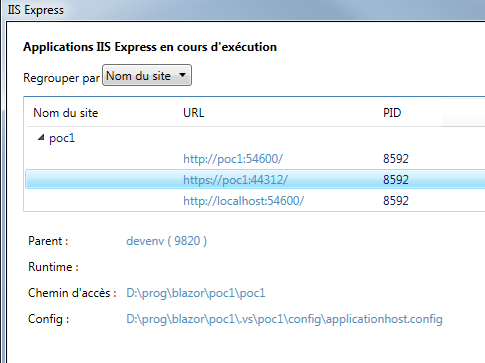 IIS Express
Applications IIS Express en cours d'exécution
Regrouper par Nom du site
Nom du site URL PID
poc1
http://poc1:54600/ 8592
https://poc1:44312/ 8592
http://localhost:54600/ 8592
Parent : devenv ( 9820 )
Runtime :
Chemin d'accès : D:\prog\blazor\poc1\poc1
Config : D:\prog\blazor\poc1\.vs\poc1\config\applicationhost.config